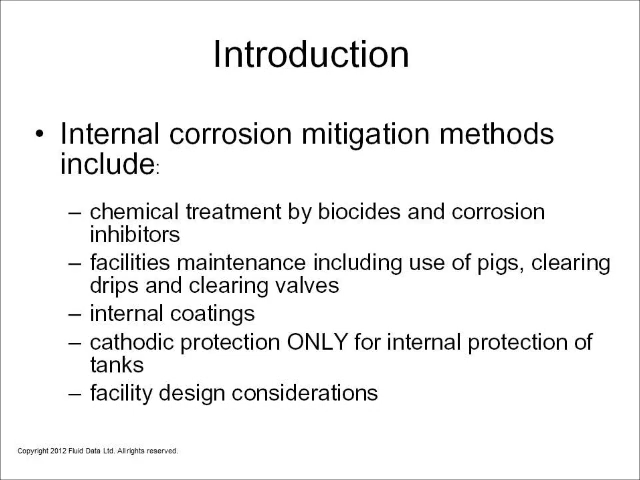 Introduction
• Internal corrosion mitigation methods
include:
– chemical treatment by biocides and corrosion
inhibitors
– facilities maintenance including use of pigs, clearing
drips and clearing valves
– internal coatings
– cathodic protection ONLY for internal protection of
tanks
– facility design considerations
Copyright 2012 Fluid Data Ltd. All rights reserved.